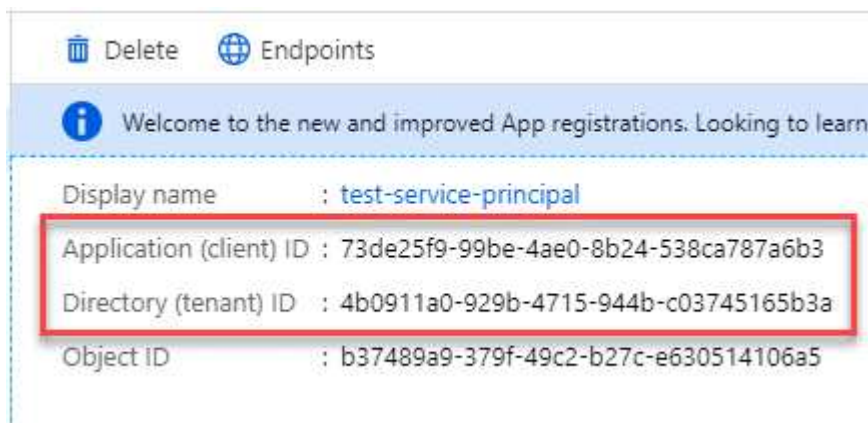 Delete Endpoints
Welcome to the new and improved App registrations. Looking to learn
Display name : test-service-principal
Application (client) ID : 73de25f9-99be-4ae0-8b24-538ca787a6b3
Directory (tenant) ID : 4b0911a0-929b-4715-944b-c03745165b3a
Object ID : b37489a9-379f-49c2-b27c-e630514106a5